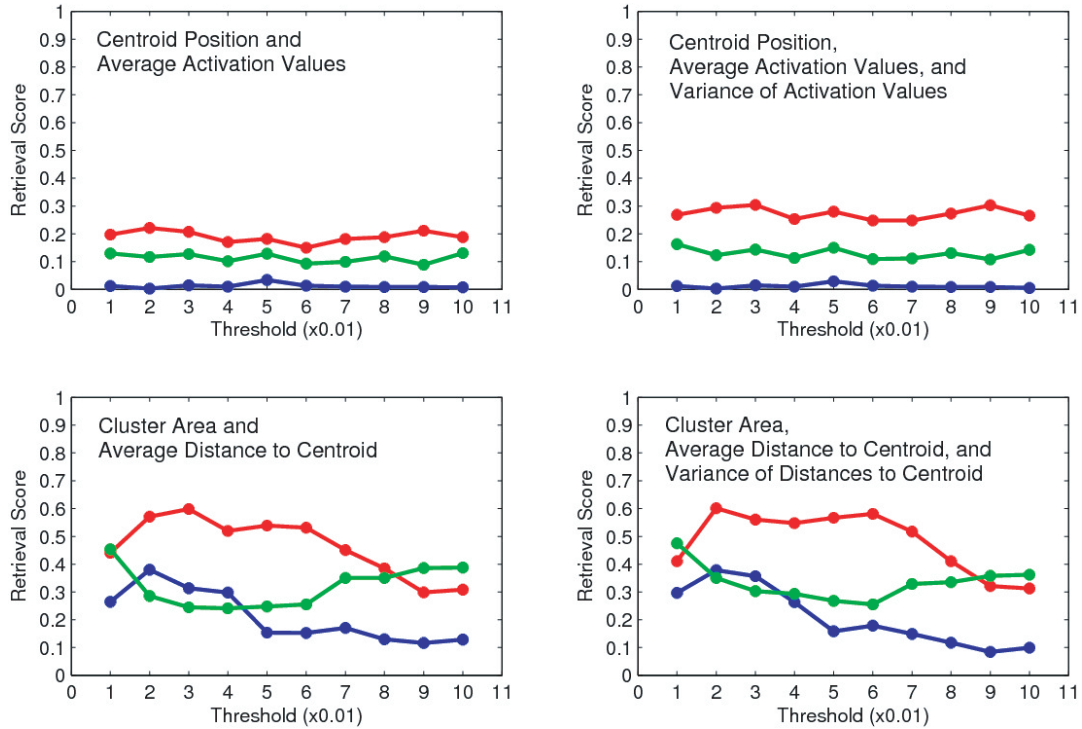 Centroid Position and
Average Activation Values
Retrieval Score
1
0.9
0.8
0.7
0.6
0.5
0.4
0.3
0.2
0.1
0
0 1 2 3 4 5 6 7 8 9 10 11
Threshold (x0.01)
Centroid Position,
Average Activation Values, and
Variance of Activation Values
Retrieval Score
1
0.9
0.8
0.7
0.6
0.5
0.4
0.3
0.2
0.1
0
0 1 2 3 4 5 6 7 8 9 10 11
Threshold (x0.01)
Cluster Area and
Average Distance to Centroid
Retrieval Score
1
0.9
0.8
0.7
0.6
0.5
0.4
0.3
0.2
0.1
0
0 1 2 3 4 5 6 7 8 9 10 11
Threshold (x0.01)
Cluster Area,
Average Distance to Centroid, and
Variance of Distances to Centroid
Retrieval Score
1
0.9
0.8
0.7
0.6
0.5
0.4
0.3
0.2
0.1
0
0 1 2 3 4 5 6 7 8 9 10 11
Threshold (x0.01)